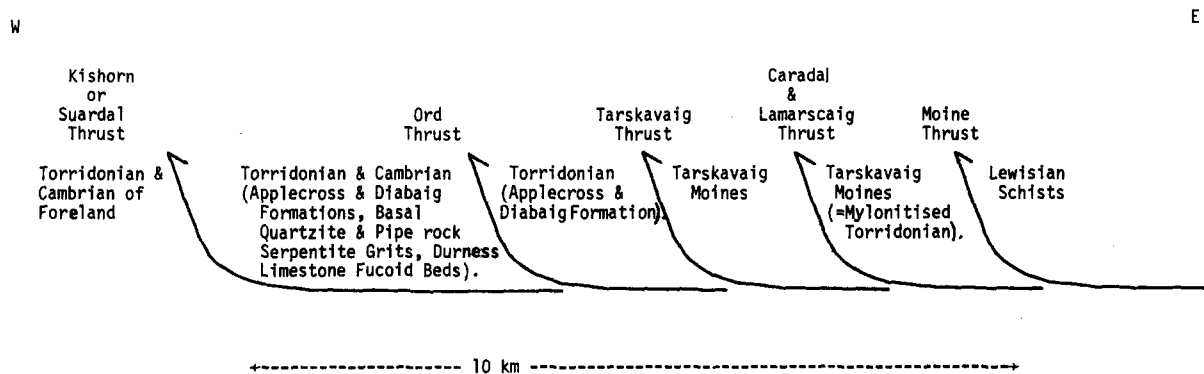 W
E
Kishorn
or
Suardal
Thrust
Ord
Thrust
Tarskavaig
Thrust
Caradal
&
Lamarscaig
Thrust
Moine
Thrust
Torridonian &
Cambrian of
Foreland
Torridonian & Cambrian
(Applecross & Diabaig
Formations, Basal
Quartzite & Pipe rock
Serpentite Grits, Durness
Limestone Fucoid Beds).
Torridonian
(Applecross &
Diabaig Formation).
Tarskavaig
Moines
Tarskavaig
Moines
(=Mylonitised
Torridonian).
Lewisian
Schists
10 km